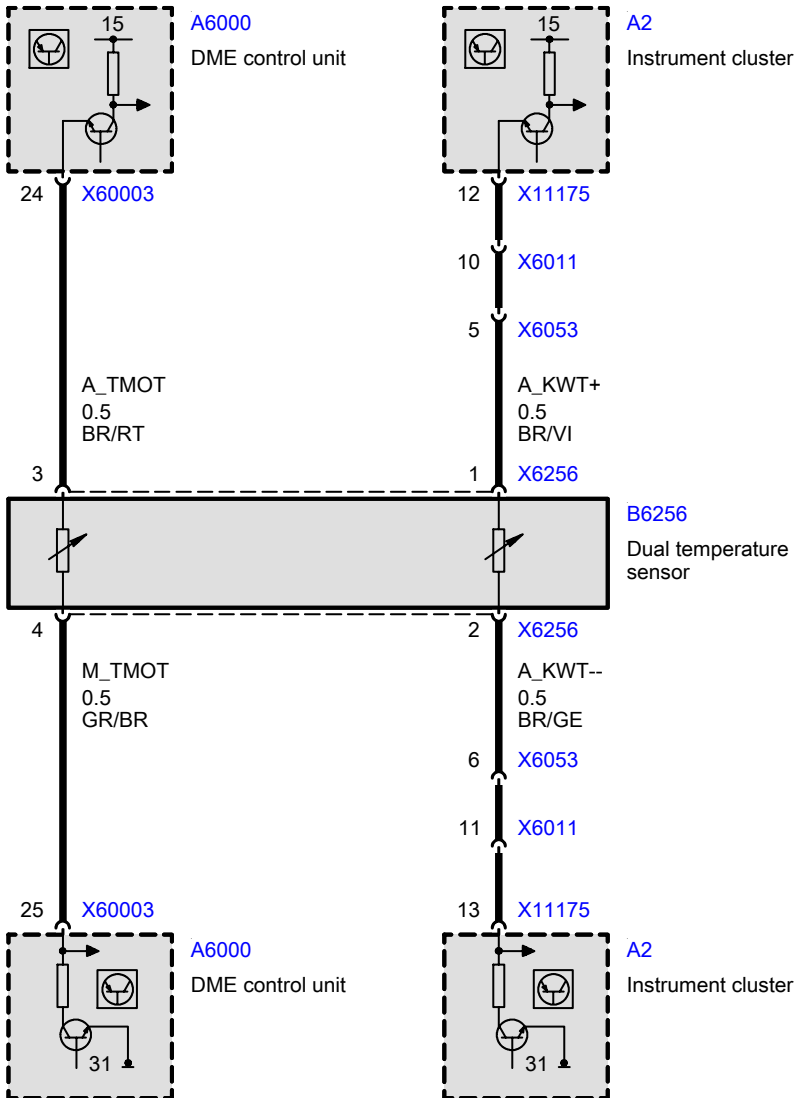 15
A6000
DME control unit
15
A2
Instrument cluster
24
X60003
12
X11175
10
X6011
5
X6053
A_TMOT
0.5
BR/RT
A_KWT+
0.5
BR/VI
3
1
X6256
B6256
Dual temperature
sensor
4
2
X6256
M_TMOT
0.5
GR/BR
A_KWT--
0.5
BR/GE
6
X6053
11
X6011
25
X60003
13
X11175
A6000
DME control unit
31
A2
Instrument cluster
31